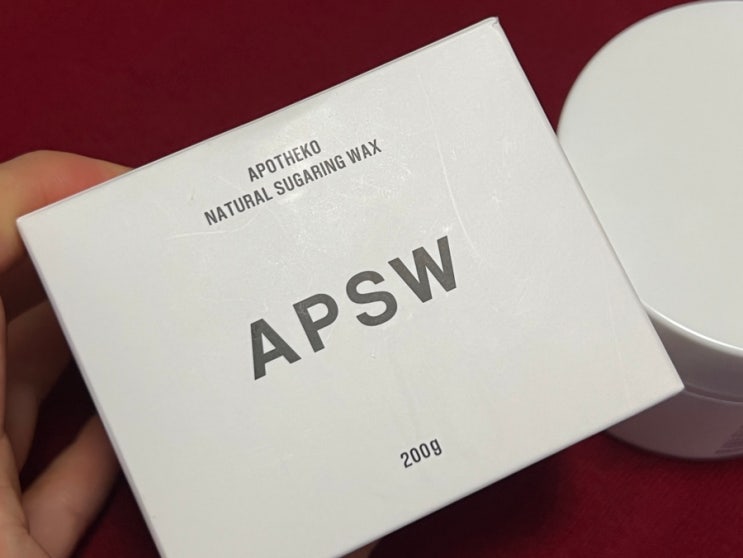 APOTHEKO
NATURAL SUGARING WAX
APSW
200g